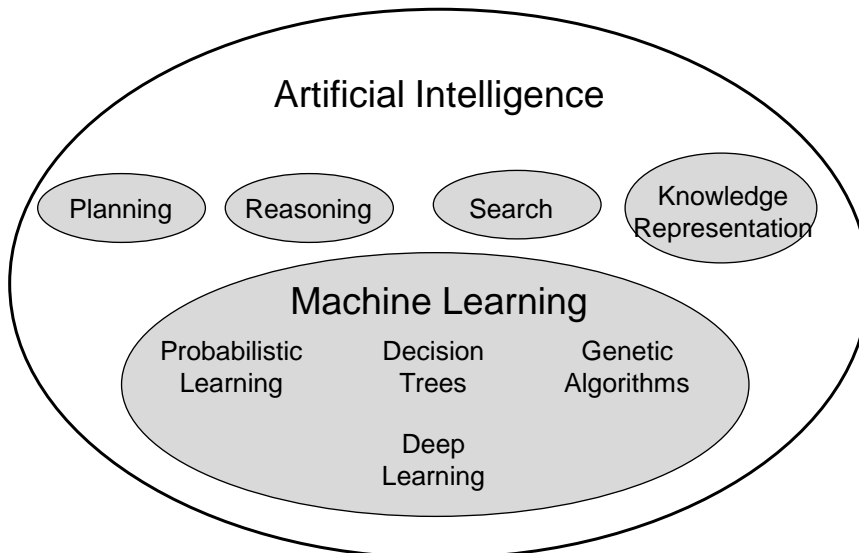 Artificial Intelligence
Planning
Reasoning
Search
Knowledge
Representation
Machine Learning
Probabilistic
Learning
Decision
Trees
Genetic
Algorithms
Deep
Learning